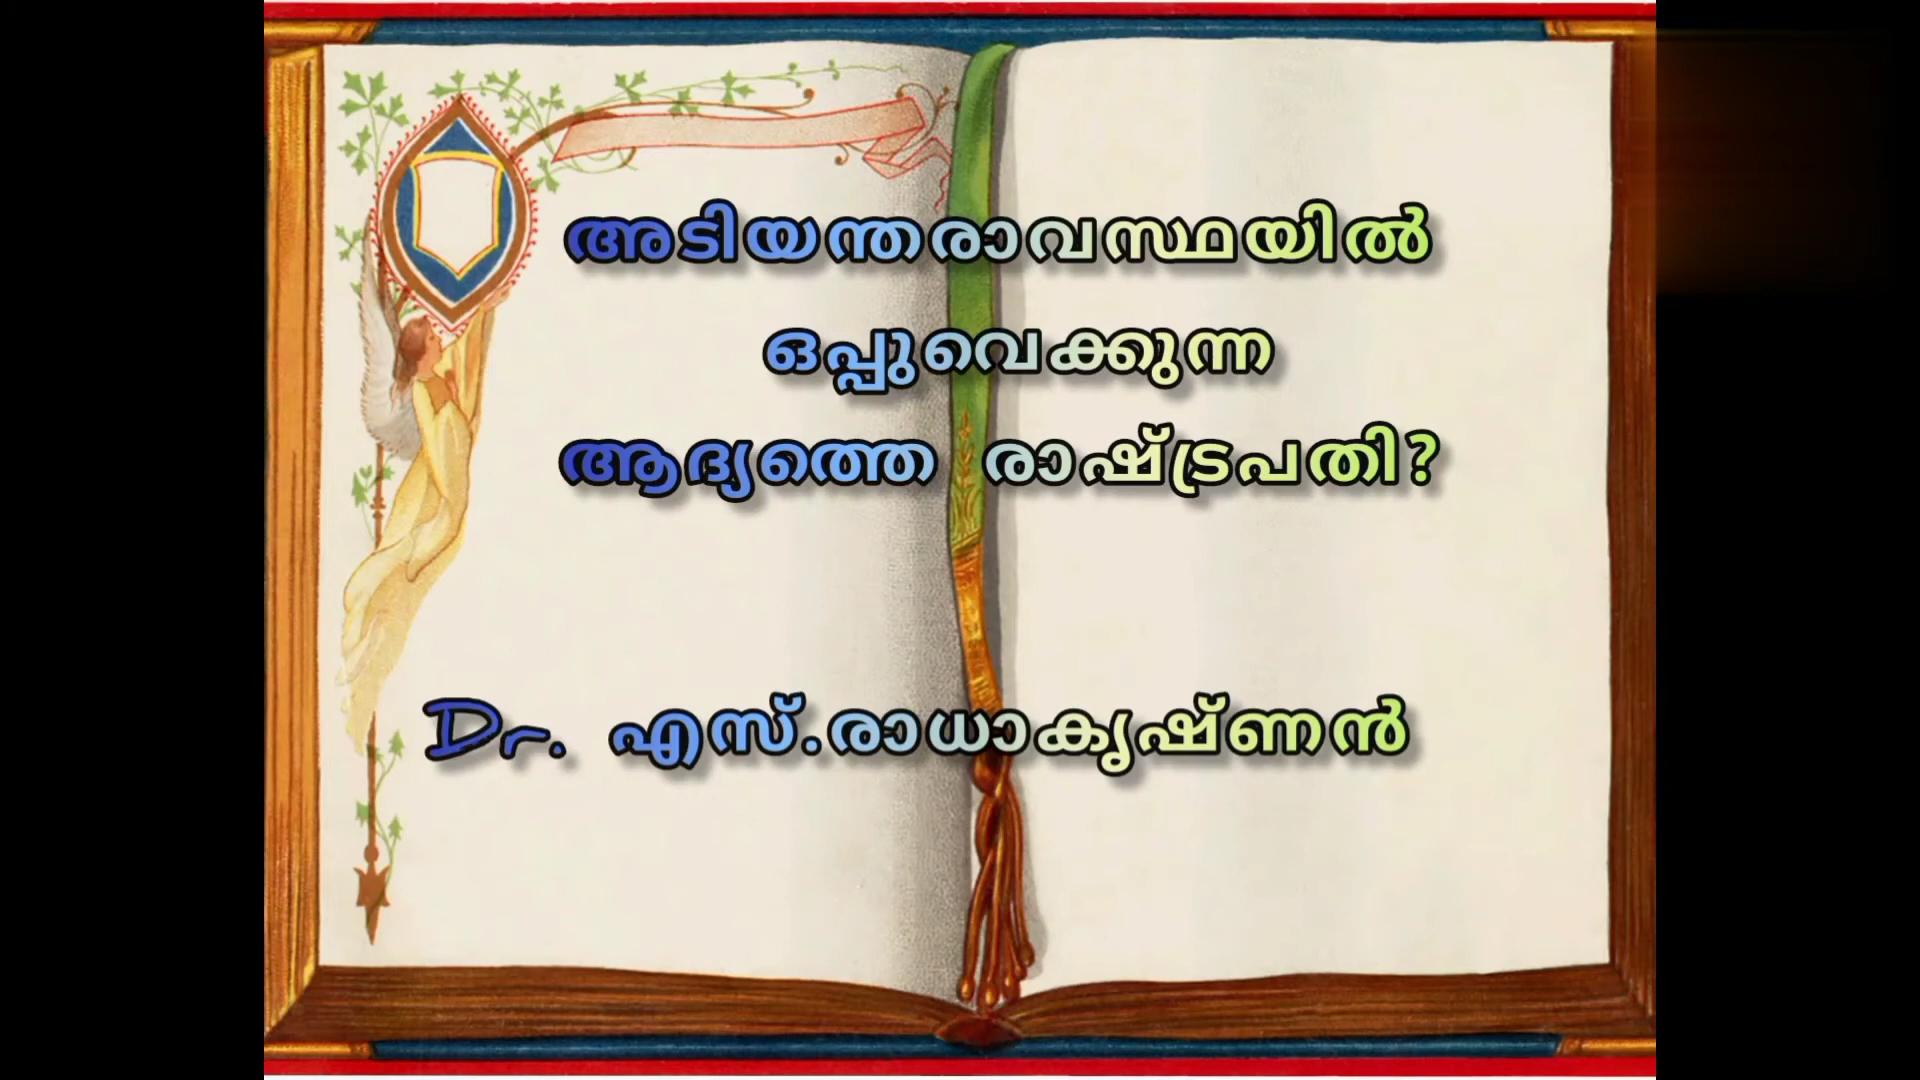 അടിയന്തരാവസ്ഥയിൽ
ഒപ്പുവെക്കുന്ന
ആദ്യത്തെ രാഷ്ട്രപതി?
Dr. എസ്.രാധാകൃഷ്ണൻ